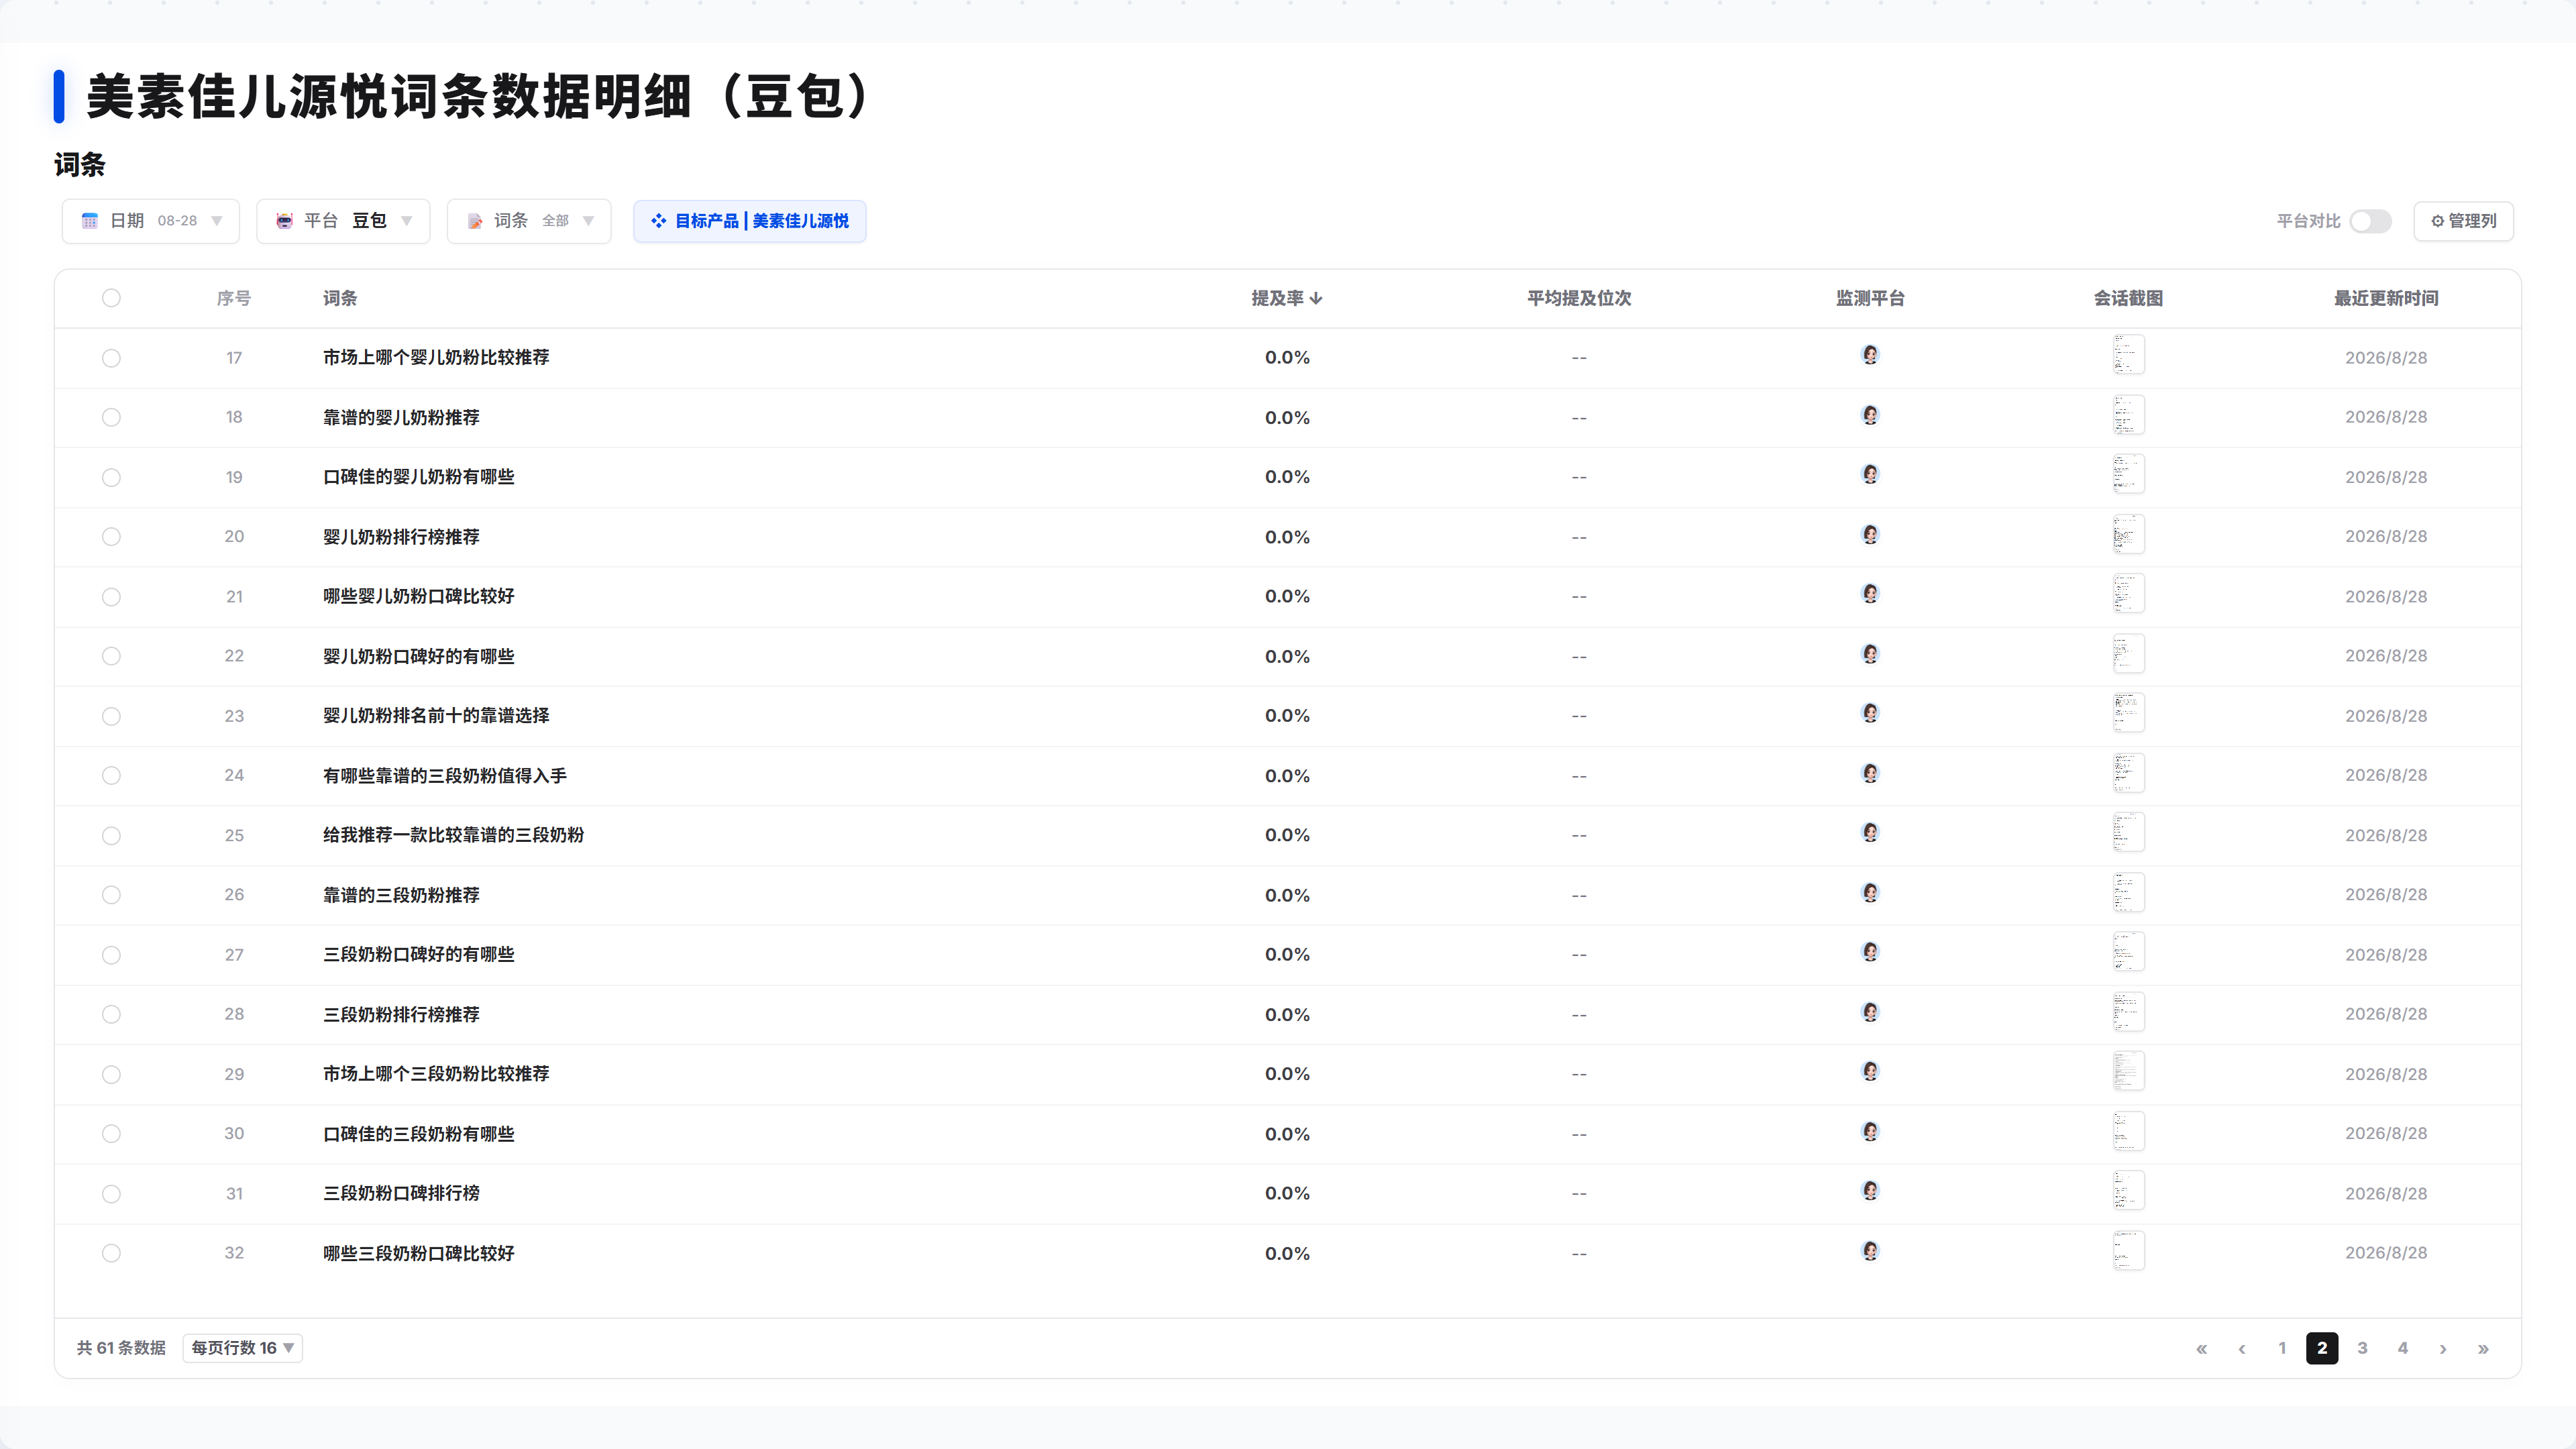 美素佳儿源悦词条数据明细（豆包）
词条
日期 08-28 ▼ 平台 豆包 ▼ 词条 全部 ▼ 目标产品 | 美素佳儿源悦 平台对比 管理列
序号 词条 提及率 ↓ 平均提及位次 监测平台 会话截图 最近更新时间
17 市场上哪个婴儿奶粉比较推荐 0.0% -- 2026/8/28
18 靠谱的婴儿奶粉推荐 0.0% -- 2026/8/28
19 口碑佳的婴儿奶粉有哪些 0.0% -- 2026/8/28
20 婴儿奶粉排行榜推荐 0.0% -- 2026/8/28
21 哪些婴儿奶粉口碑比较好 0.0% -- 2026/8/28
22 婴儿奶粉口碑好的有哪些 0.0% -- 2026/8/28
23 婴儿奶粉排名前十的靠谱选择 0.0% -- 2026/8/28
24 有哪些靠谱的三段奶粉值得入手 0.0% -- 2026/8/28
25 给我推荐一款比较靠谱的三段奶粉 0.0% -- 2026/8/28
26 靠谱的三段奶粉推荐 0.0% -- 2026/8/28
27 三段奶粉口碑好的有哪些 0.0% -- 2026/8/28
28 三段奶粉排行榜推荐 0.0% -- 2026/8/28
29 市场上哪个三段奶粉比较推荐 0.0% -- 2026/8/28
30 口碑佳的三段奶粉有哪些 0.0% -- 2026/8/28
31 三段奶粉口碑排行榜 0.0% -- 2026/8/28
32 哪些三段奶粉口碑比较好 0.0% -- 2026/8/28
共 61 条数据 每页行数 16 ▼ « ‹ 1 2 3 4 › »